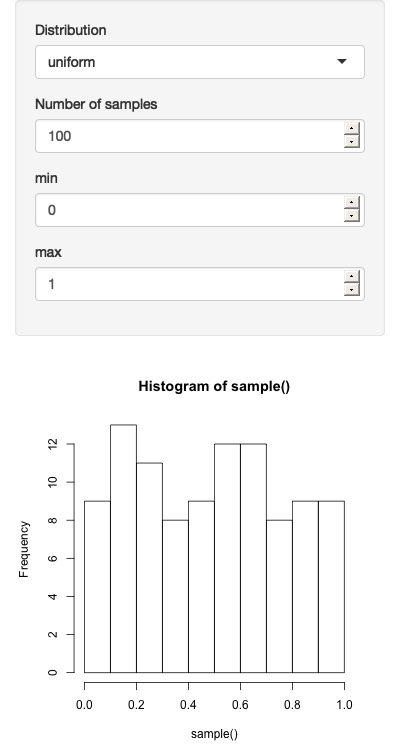 Distribution
uniform
Number of samples
100
min
0
max
1
Histogram of sample()
12
10
8
6
4
2
0
Frequency
0.0 0.2 0.4 0.6 0.8 1.0
sample()